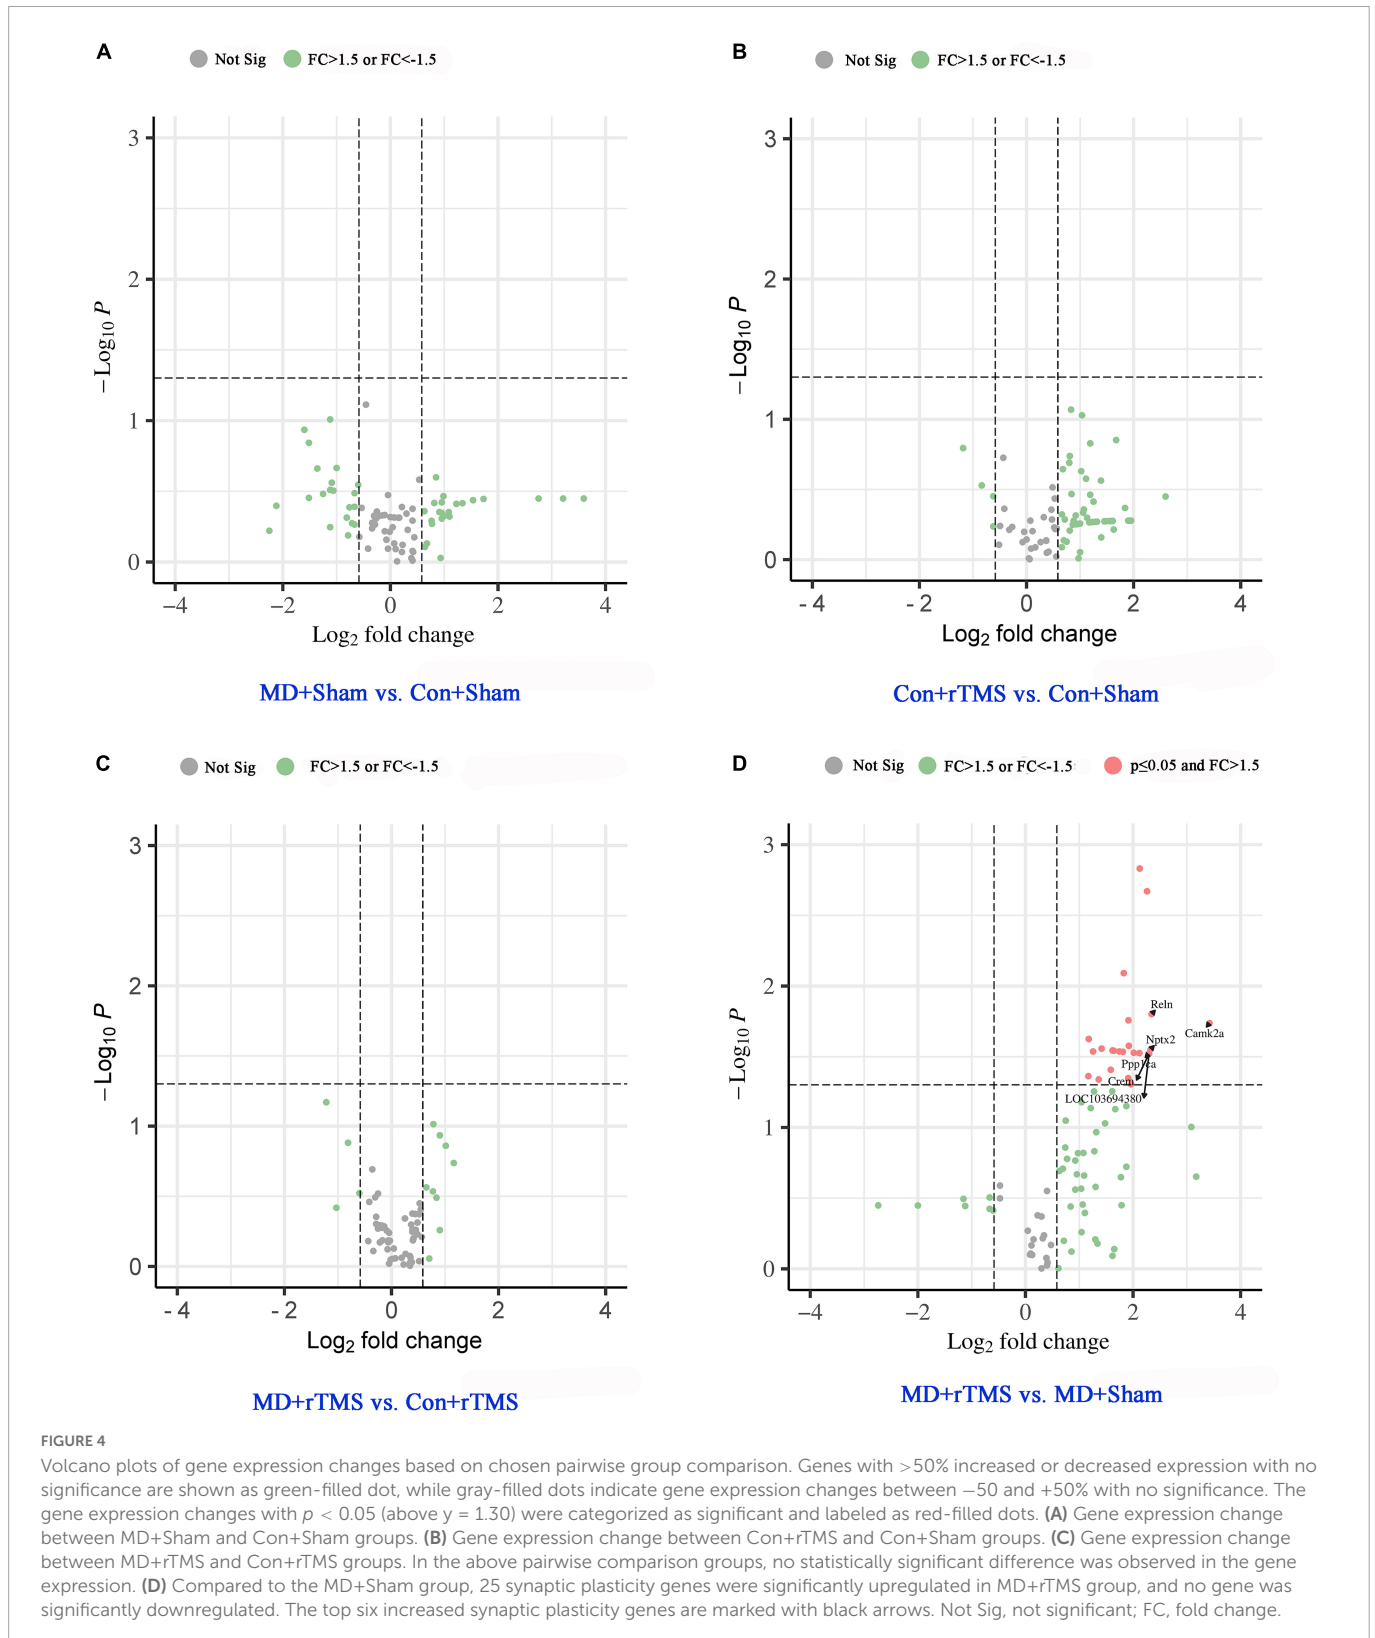 A
Not Sig
FC>1.5 or FC<-1.5
3
2
1
0
−4
−2
0
2
4
−Log10 P
Log2 fold change
MD+Sham vs. Con+Sham
B
Not Sig
FC>1.5 or FC<-1.5
3
2
1
0
- 4
- 2
0
2
4
−Log10 P
Log2 fold change
Con+rTMS vs. Con+Sham
C
Not Sig
FC>1.5 or FC<-1.5
3
2
1
0
- 4
- 2
0
2
4
−Log10 P
Log2 fold change
MD+rTMS vs. Con+rTMS
D
Not Sig
FC>1.5 or FC<-1.5
p≤0.05 and FC>1.5
3
2
1
0
−4
−2
0
2
4
−Log10 P
Reln
Camk2a
Nptx2
Ppp1ca
Crem
LOC103694380
Log2 fold change
MD+rTMS vs. MD+Sham
FIGURE 4
Volcano plots of gene expression changes based on chosen pairwise group comparison. Genes with >50% increased or decreased expression with no
significance are shown as green-filled dot, while gray-filled dots indicate gene expression changes between −50 and +50% with no significance. The
gene expression changes with p < 0.05 (above y = 1.30) were categorized as significant and labeled as red-filled dots. (A) Gene expression change
between MD+Sham and Con+Sham groups. (B) Gene expression change between Con+rTMS and Con+Sham groups. (C) Gene expression change
between MD+rTMS and Con+rTMS groups. In the above pairwise comparison groups, no statistically significant difference was observed in the gene
expression. (D) Compared to the MD+Sham group, 25 synaptic plasticity genes were significantly upregulated in MD+rTMS group, and no gene was
significantly downregulated. The top six increased synaptic plasticity genes are marked with black arrows. Not Sig, not significant; FC, fold change.